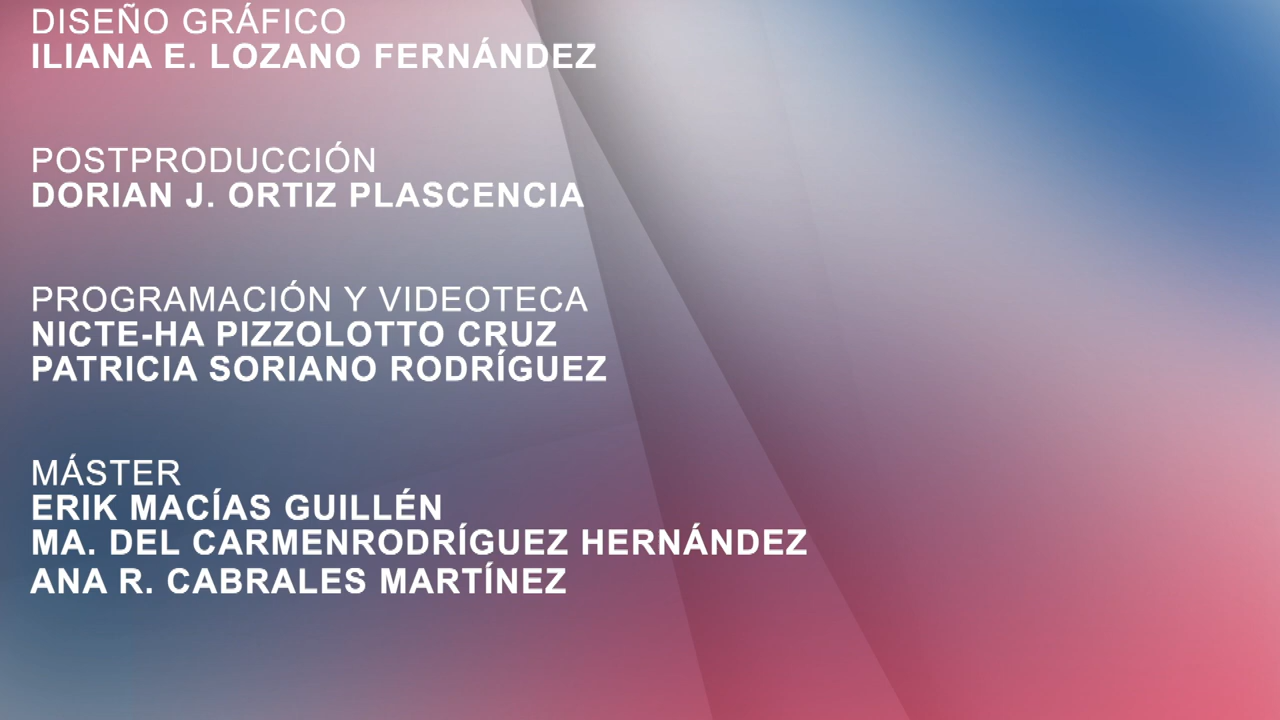 DISEÑO GRÁFICO
ILIANA E. LOZANO FERNÁNDEZ
POSTPRODUCCIÓN
DORIAN J. ORTIZ PLASCENCIA
PROGRAMACIÓN Y VIDEOTECA
NICTE-HA PIZZOLOTTO CRUZ
PATRICIA SORIANO RODRÍGUEZ
MÁSTER
ERIK MACÍAS GUILLÉN
MA. DEL CARMENRODRÍGUEZ HERNÁNDEZ
ANA R. CABRALES MARTÍNEZ